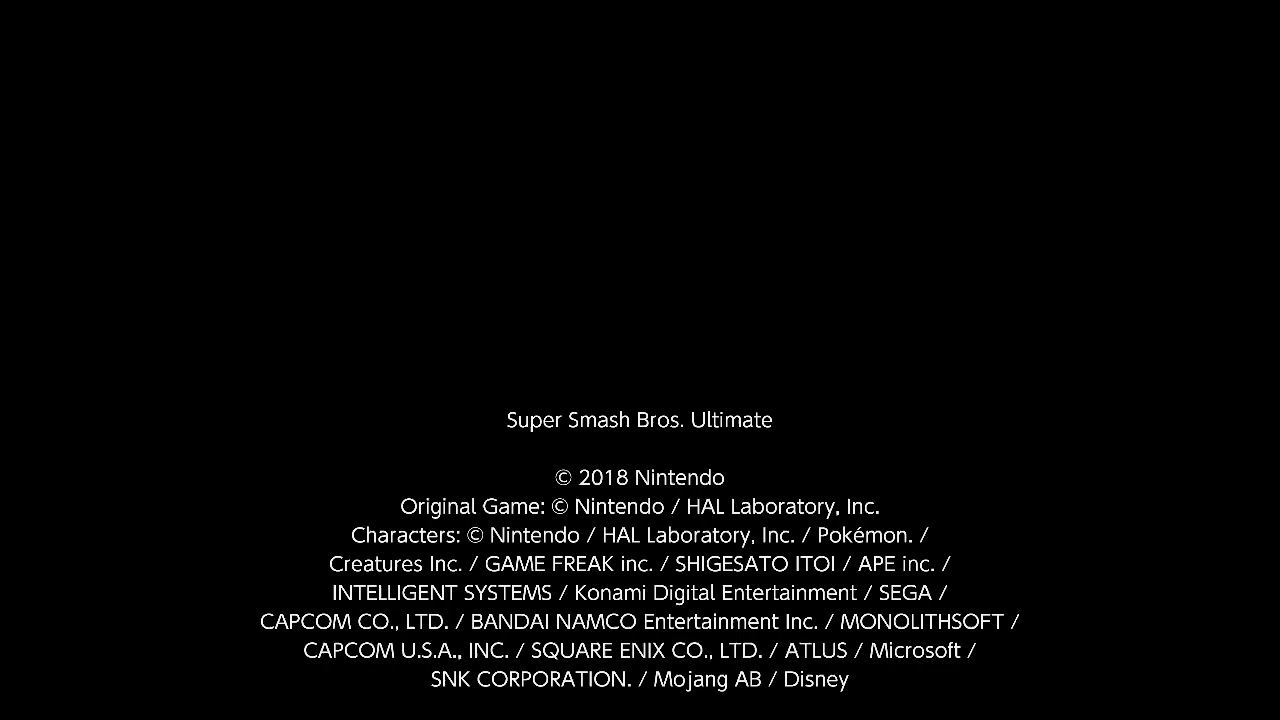 Super Smash Bros. Ultimate
© 2018 Nintendo
Original Game: © Nintendo / HAL Laboratory, Inc.
Characters: © Nintendo / HAL Laboratory, Inc. / Pokémon. /
Creatures Inc. / GAME FREAK inc. / SHIGESATO ITOI / APE inc. /
INTELLIGENT SYSTEMS / Konami Digital Entertainment / SEGA /
CAPCOM CO., LTD. / BANDAI NAMCO Entertainment Inc. / MONOLITHSOFT /
CAPCOM U.S.A., INC. / SQUARE ENIX CO., LTD. / ATLUS / Microsoft /
SNK CORPORATION. / Mojang AB / Disney